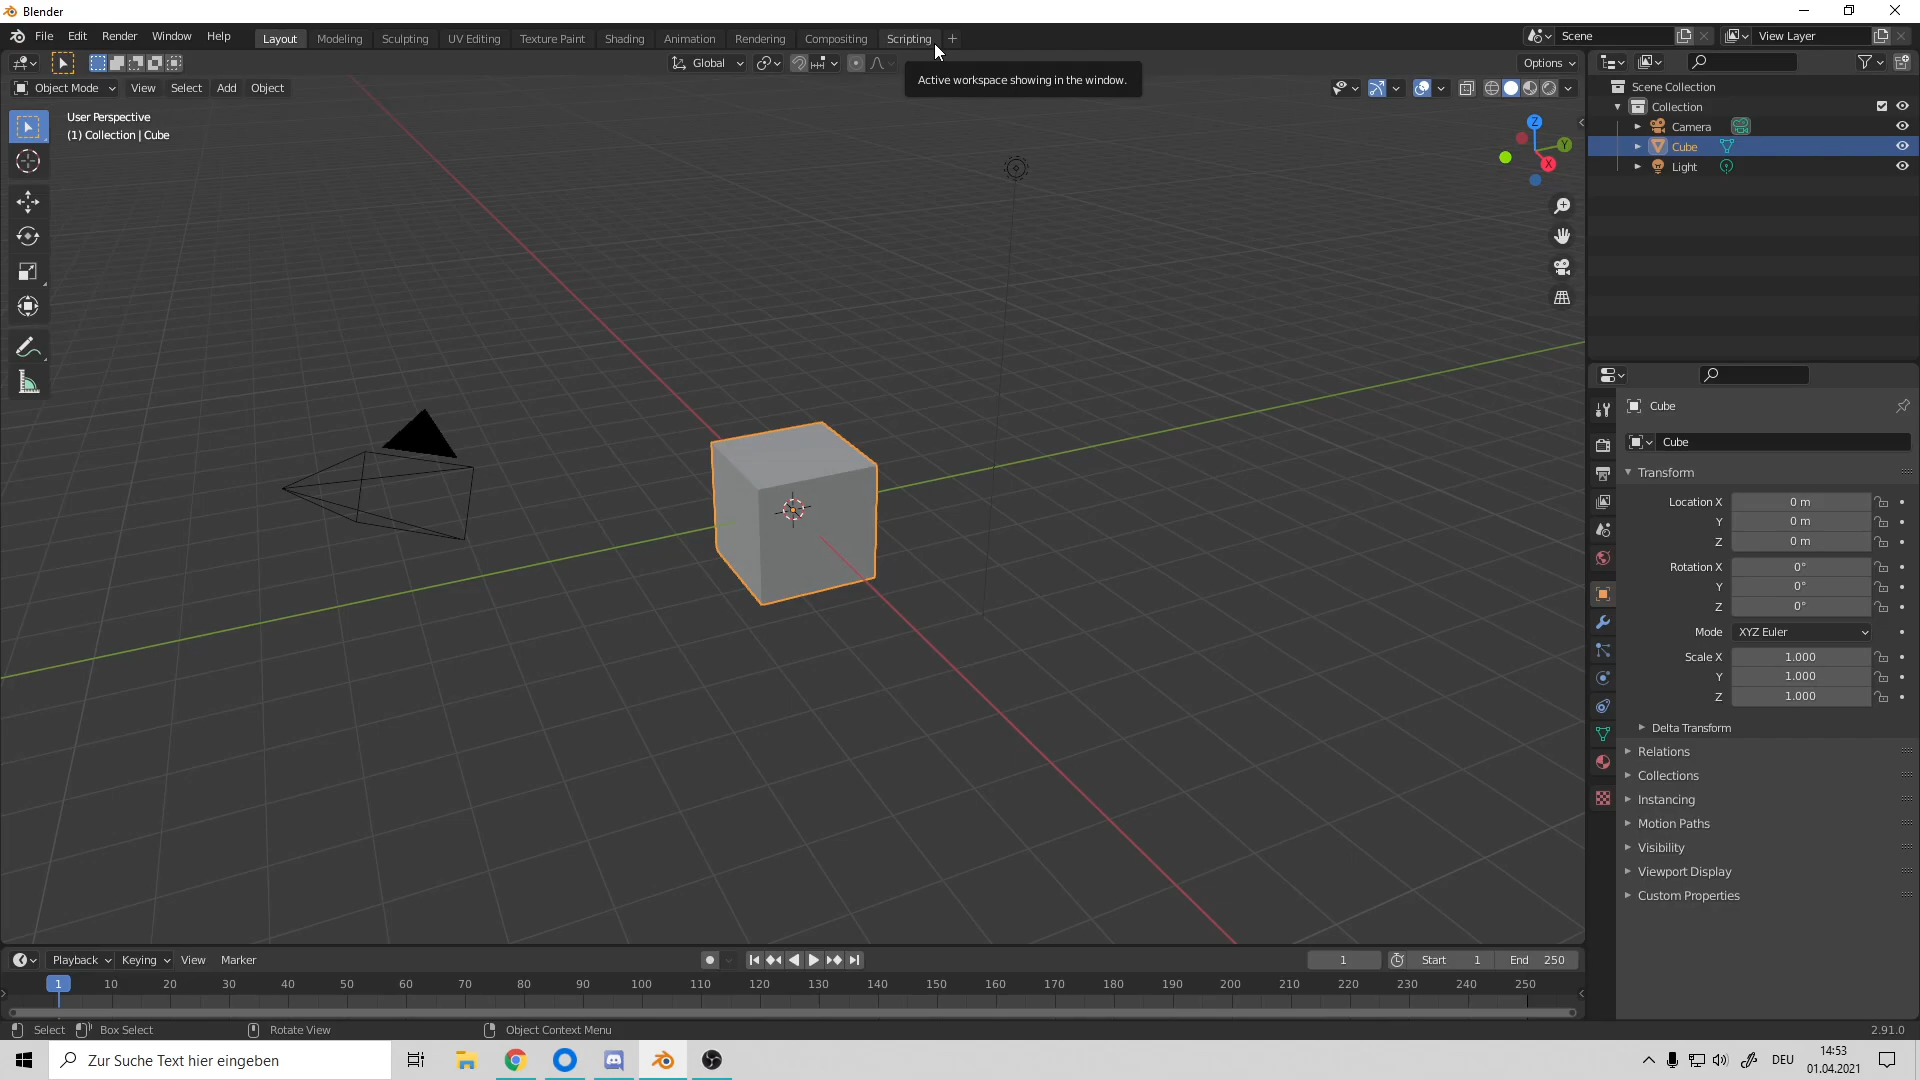 Blender
File Edit Render Window Help Layout Modeling Sculpting UV Editing Texture Paint Shading Animation Rendering Compositing Scripting + Scene View Layer
Global Options
Active workspace showing in the window.
Object Mode View Select Add Object
User Perspective
(1) Collection | Cube
Z
Y
X
Scene Collection
Collection
Camera
Cube
Light
Cube
Cube
Transform
Location X 0 m
Y 0 m
Z 0 m
Rotation X 0°
Y 0°
Z 0°
Mode XYZ Euler
Scale X 1.000
Y 1.000
Z 1.000
Delta Transform
Relations
Collections
Instancing
Motion Paths
Visibility
Viewport Display
Custom Properties
Playback Keying View Marker 1 Start 1 End 250
1 10 20 30 40 50 60 70 80 90 100 110 120 130 140 150 160 170 180 190 200 210 220 230 240 250
Select Box Select Rotate View Object Context Menu 2.91.0
Zur Suche Text hier eingeben DEU 14:53
01.04.2021